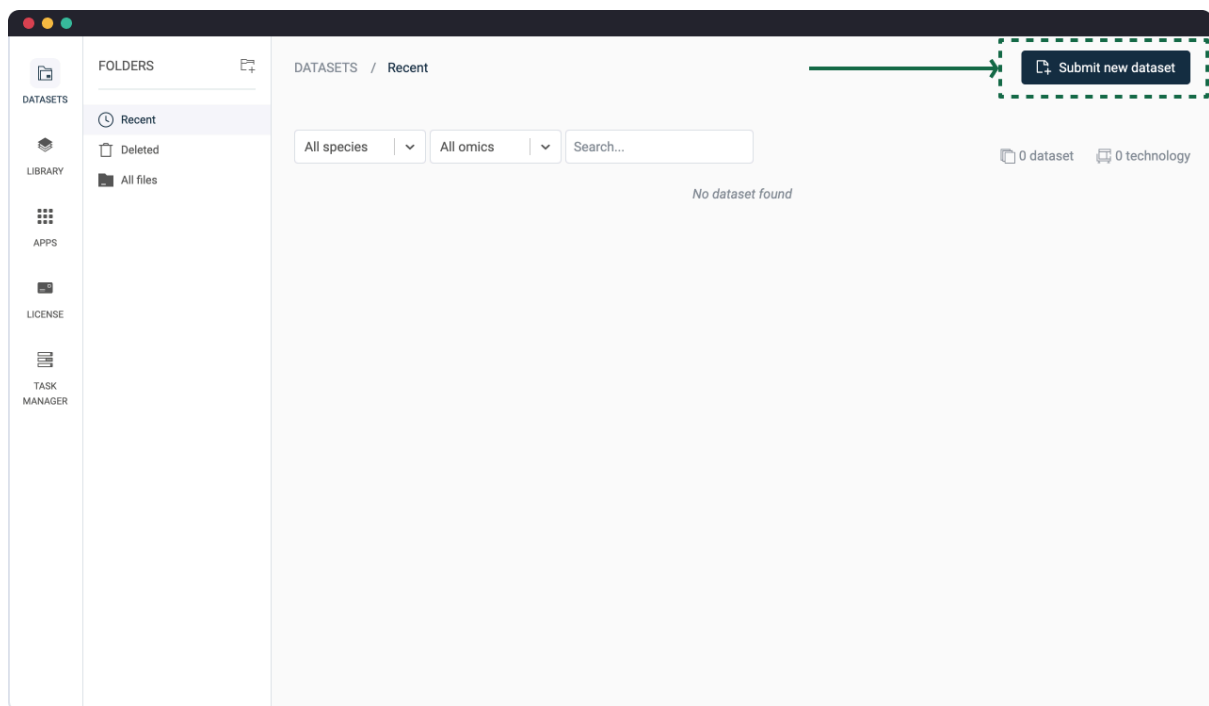 DATASETS
LIBRARY
APPS
LICENSE
TASK
MANAGER
FOLDERS
Recent
Deleted
All files
DATASETS / Recent
Submit new dataset
All species
All omics
Search...
0 dataset
0 technology
No dataset found